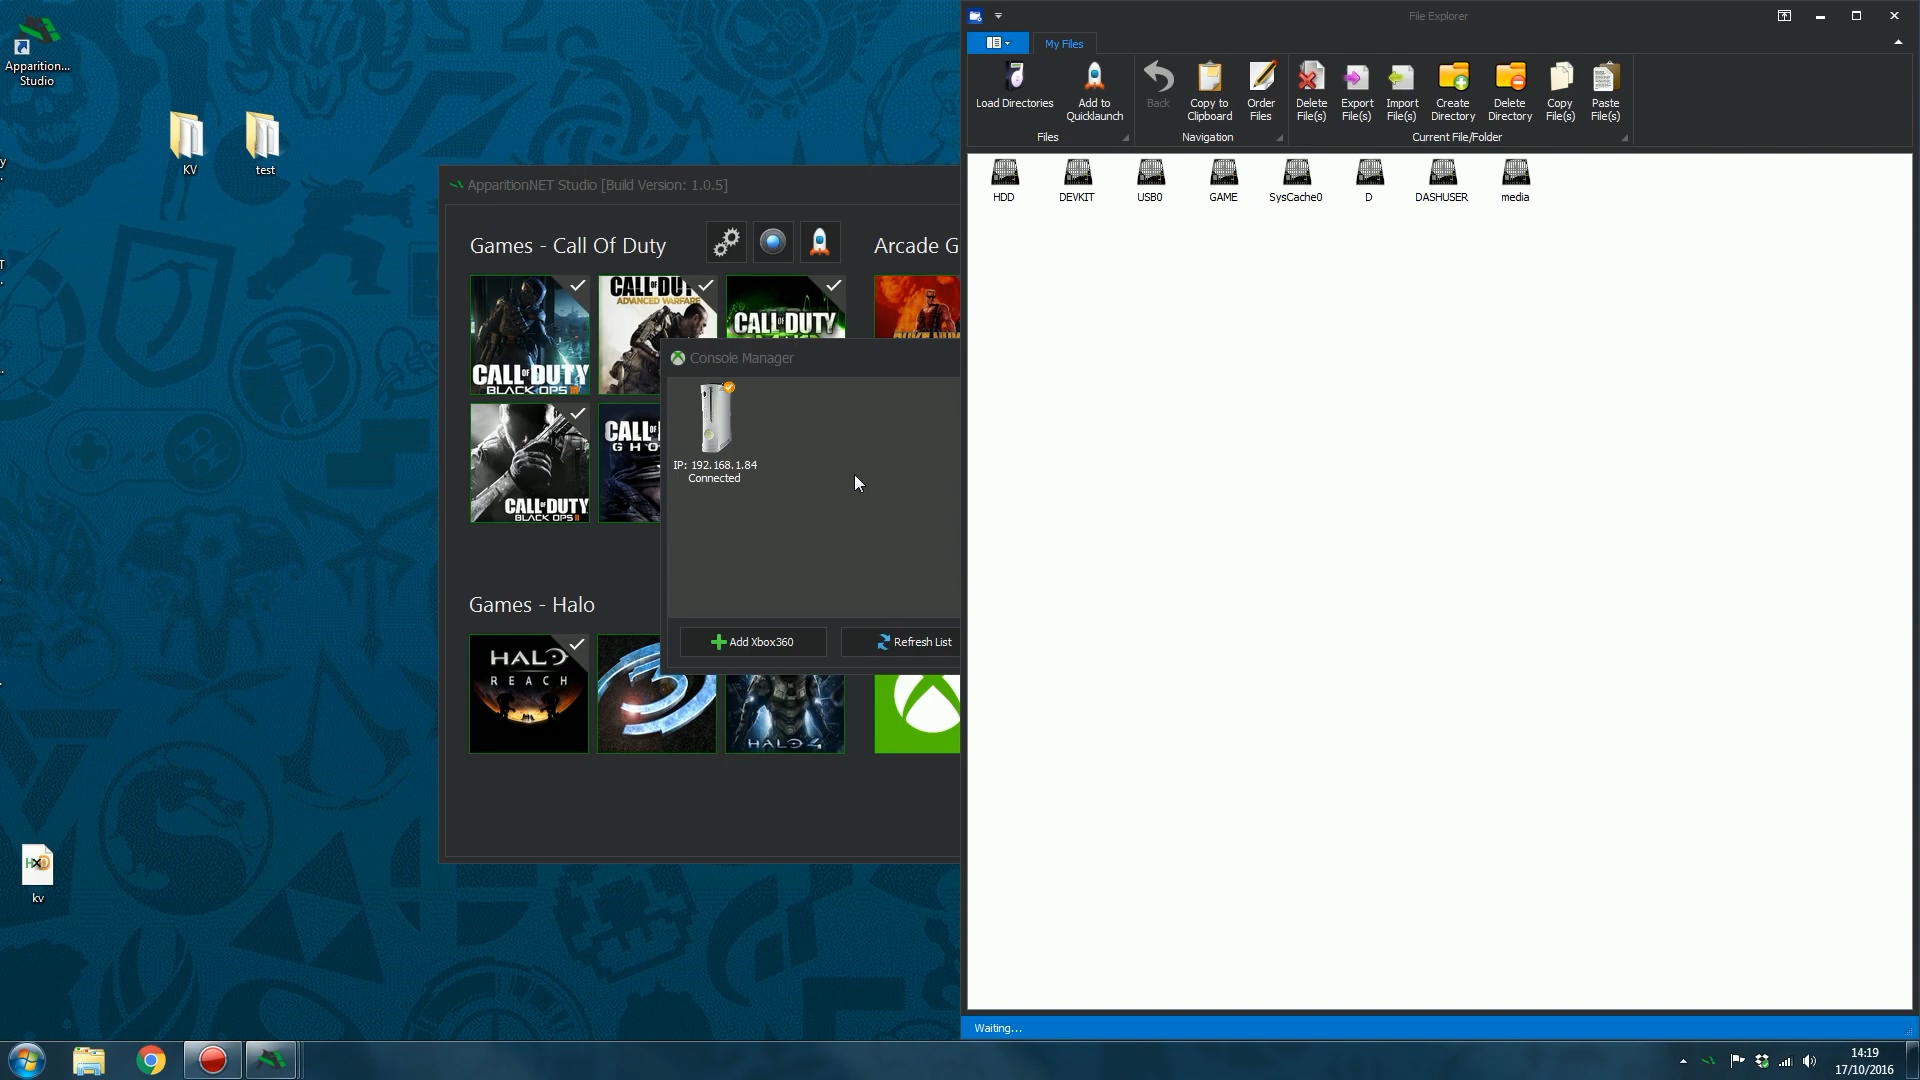 Apparition...
Studio
KV
test
kv
ApparitionNET Studio [Build Version: 1.0.5]
Games - Call Of Duty
Arcade G
CALL OF DUTY
BLACK OPS III
CALL OF DU
ADVANCED WARFARE
CALL OF DUTY
CALL OF DUTY
BLACK OPS II
CALL
GHO
Games - Halo
HALO
REACH
3
HALO 4
Console Manager
IP: 192.168.1.84
Connected
Add Xbox360
Refresh List
File Explorer
My Files
Load Directories
Add to
Quicklaunch
Files
Back
Copy to
Clipboard
Order
Files
Navigation
Delete
File(s)
Export
File(s)
Import
File(s)
Create
Directory
Delete
Directory
Copy
File(s)
Paste
File(s)
Current File/Folder
HDD
DEVKIT
USB0
GAME
SysCache0
D
DASHUSER
media
Waiting...
14:19
17/10/2016